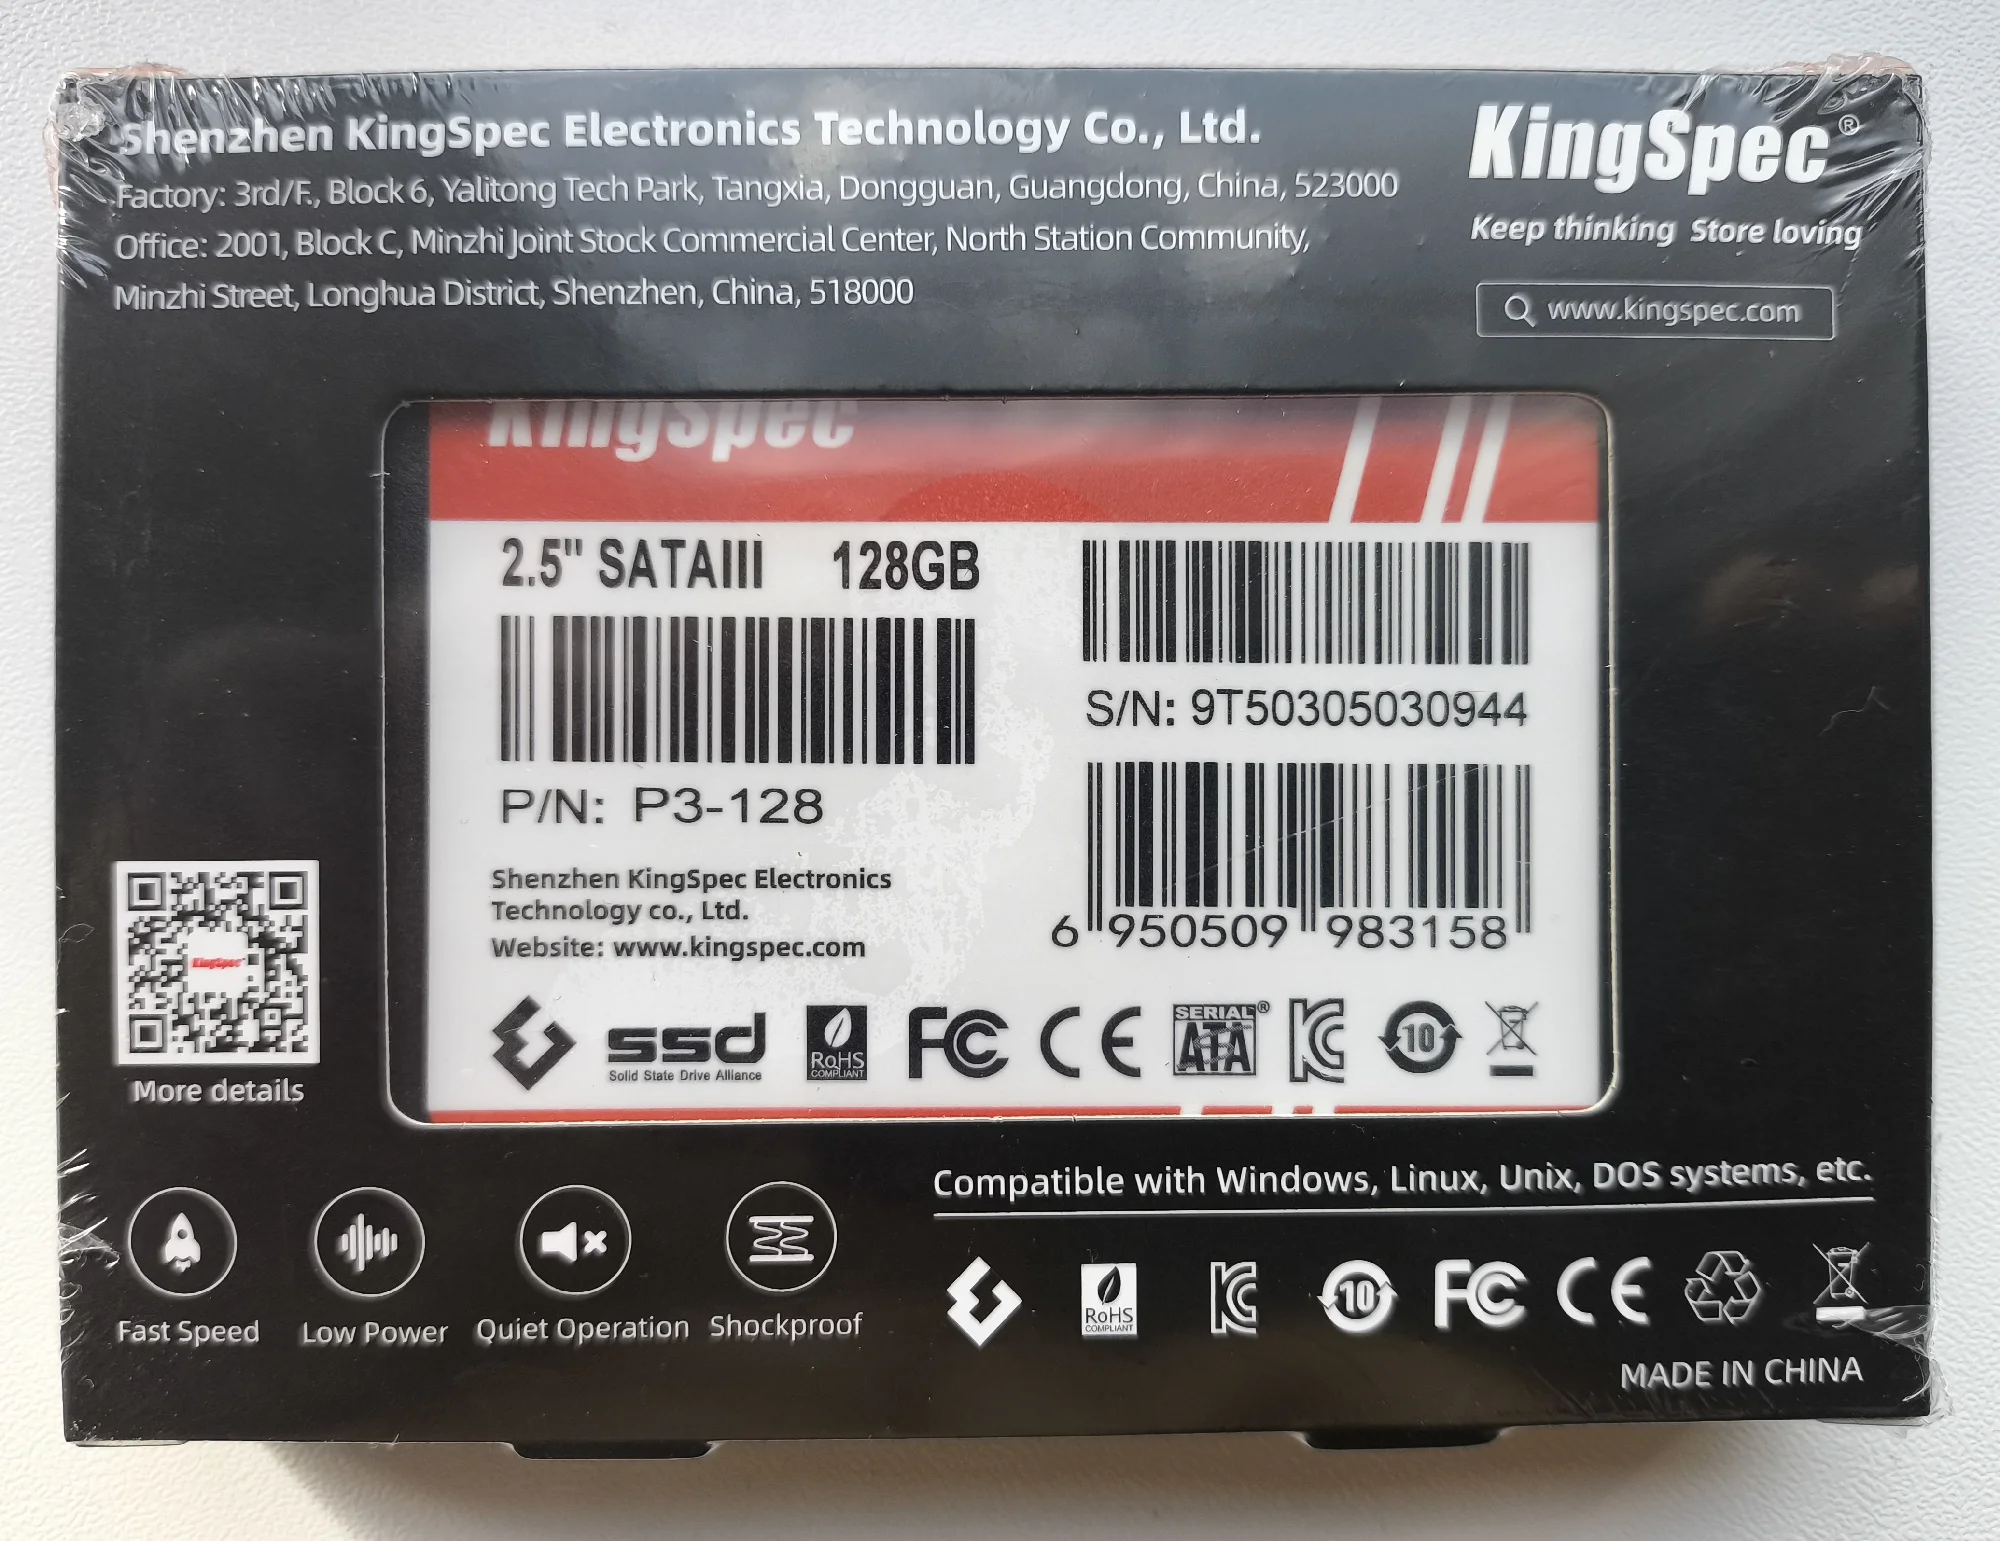 Shenzhen KingSpec Electronics Technology Co., Ltd.
Factory: 3rd/F., Block 6, Yalitong Tech Park, Tangxia, Dongguan, Guangdong, China, 523000
Office: 2001, Block C, Minzhi Joint Stock Commercial Center, North Station Community,
Minzhi Street, Longhua District, Shenzhen, China, 518000
KingSpec®
Keep thinking Store loving
www.kingspec.com
KingSpec
2.5" SATAIII 128GB
P/N: P3-128
Shenzhen KingSpec Electronics
Technology co., Ltd.
Website: www.kingspec.com
S/N: 9T50305030944
6 950509 983158
ssd
Solid State Drive Alliance
RoHS
COMPLIANT
FC CE
SERIAL®
ATA
10
KingSpec
More details
Fast Speed
Low Power
Quiet Operation
Shockproof
Compatible with Windows, Linux, Unix, DOS systems, etc.
RoHS
COMPLIANT
10
FC CE
MADE IN CHINA